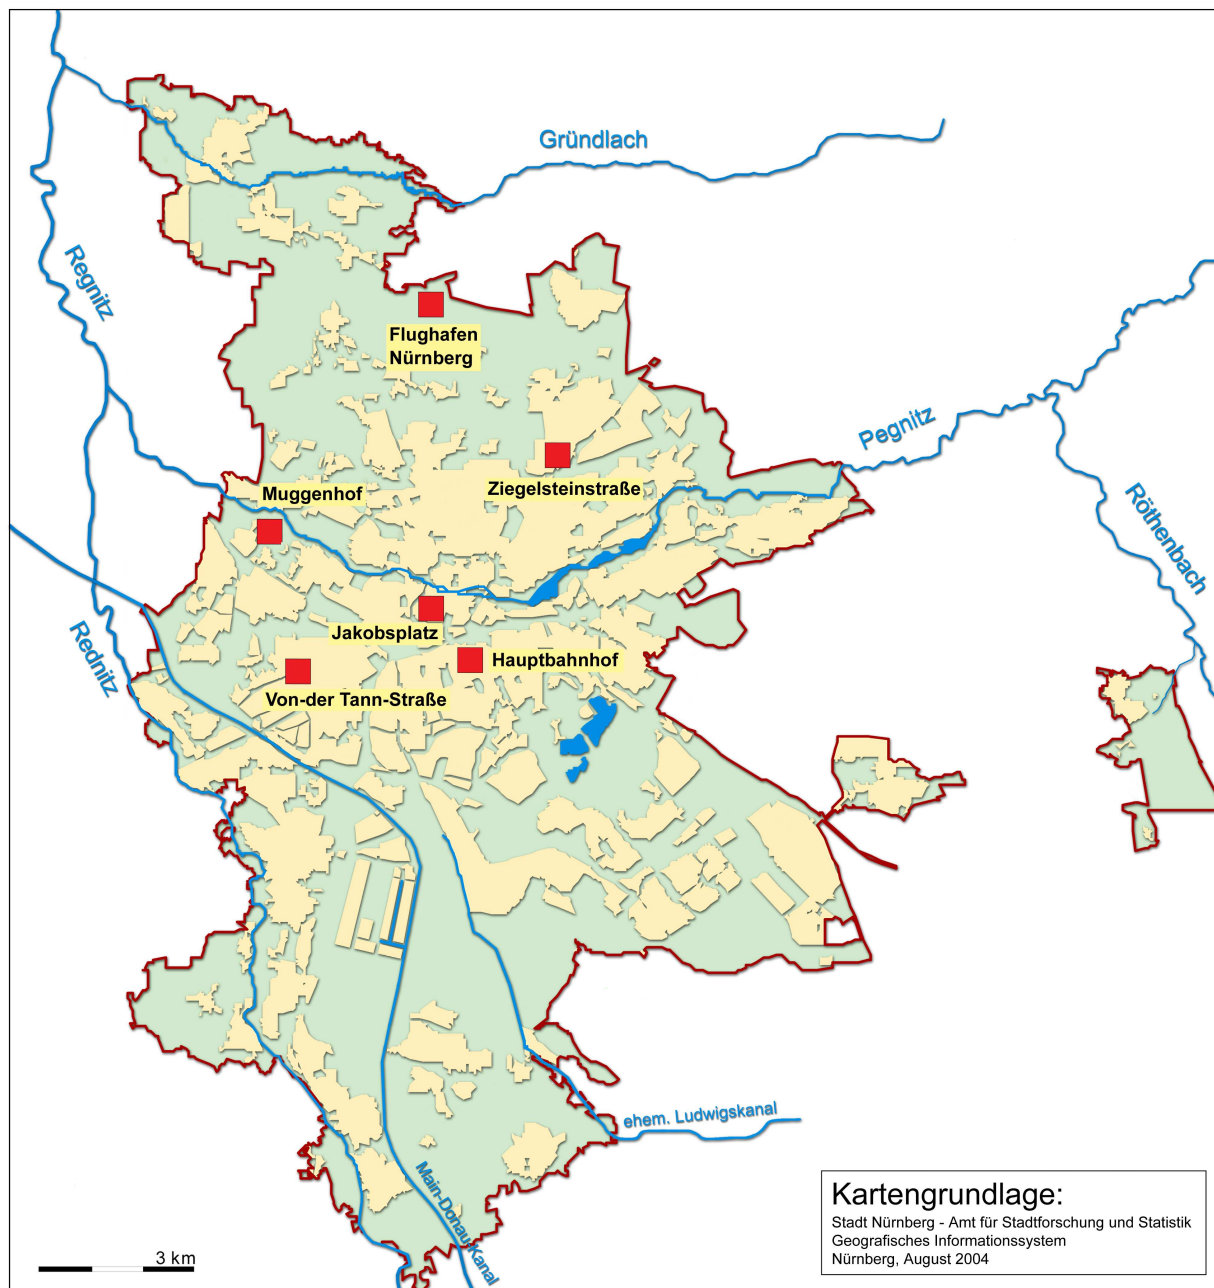 Gründlach
Regnitz
Flughafen
Nürnberg
Pegnitz
Muggenhof
Ziegelsteinstraße
Röthenbach
Rednitz
Jakobsplatz
Hauptbahnhof
Von-der Tann-Straße
ehem. Ludwigskanal
Main-Donau-Kanal
3 km
Kartengrundlage:
Stadt Nürnberg - Amt für Stadtforschung und Statistik
Geografisches Informationssystem
Nürnberg, August 2004